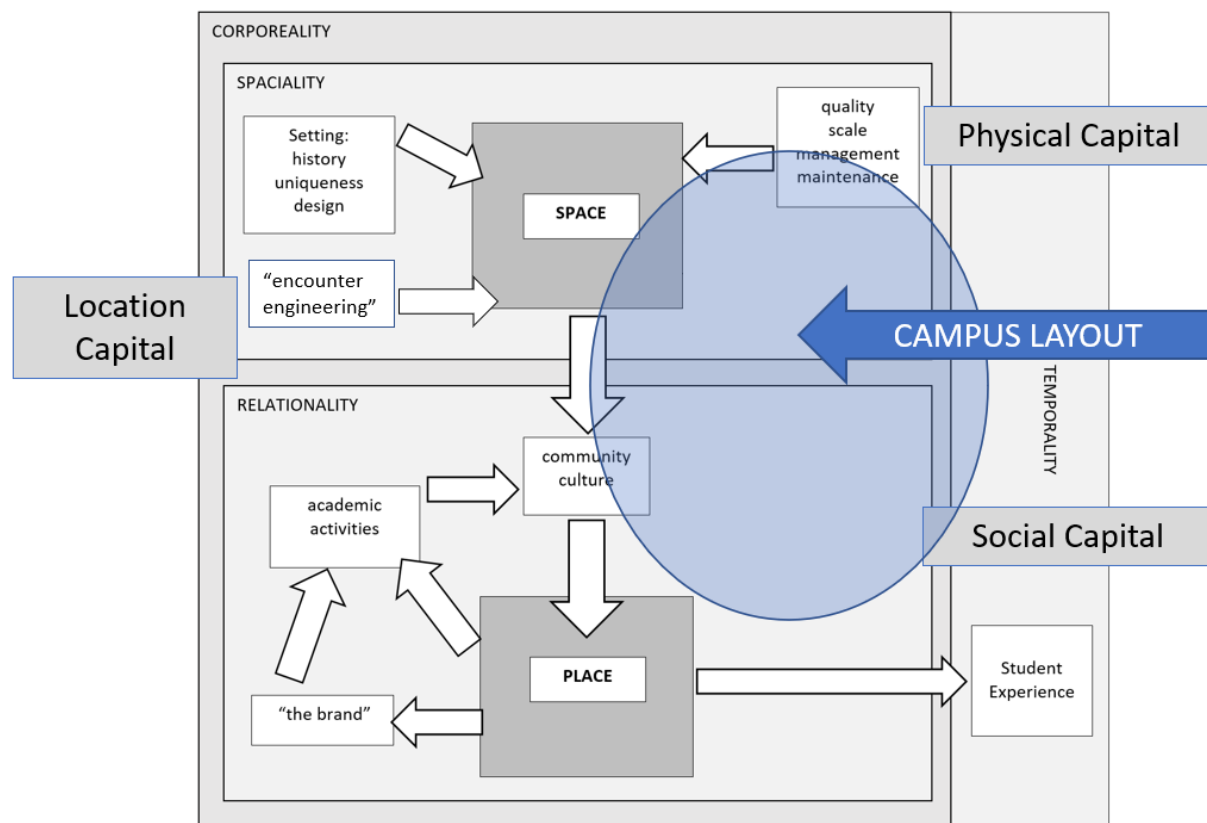 CORPOREALITY
SPACIALITY
Setting:
history
uniqueness
design
quality
scale
management
maintenance
Physical Capital
SPACE
“encounter
engineering”
Location
Capital
CAMPUS LAYOUT
TEMPORALITY
RELATIONALITY
community
culture
academic
activities
Social Capital
PLACE
Student
Experience
“the brand”